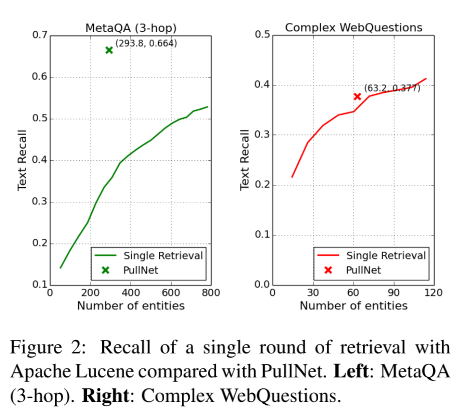 MetaQA (3-hop)
(293.8, 0.664)
Text Recall
0.7
0.6
0.5
0.4
0.3
0.2
0.1
0 200 400 600 800
Number of entities
Single Retrieval
PullNet
Complex WebQuestions
(63.2, 0.377)
Text Recall
0.5
0.4
0.3
0.2
0.1
0.0
0 30 60 90 120
Number of entities
Single Retrieval
PullNet
Figure 2: Recall of a single round of retrieval with
Apache Lucene compared with PullNet. Left: MetaQA
(3-hop). Right: Complex WebQuestions.